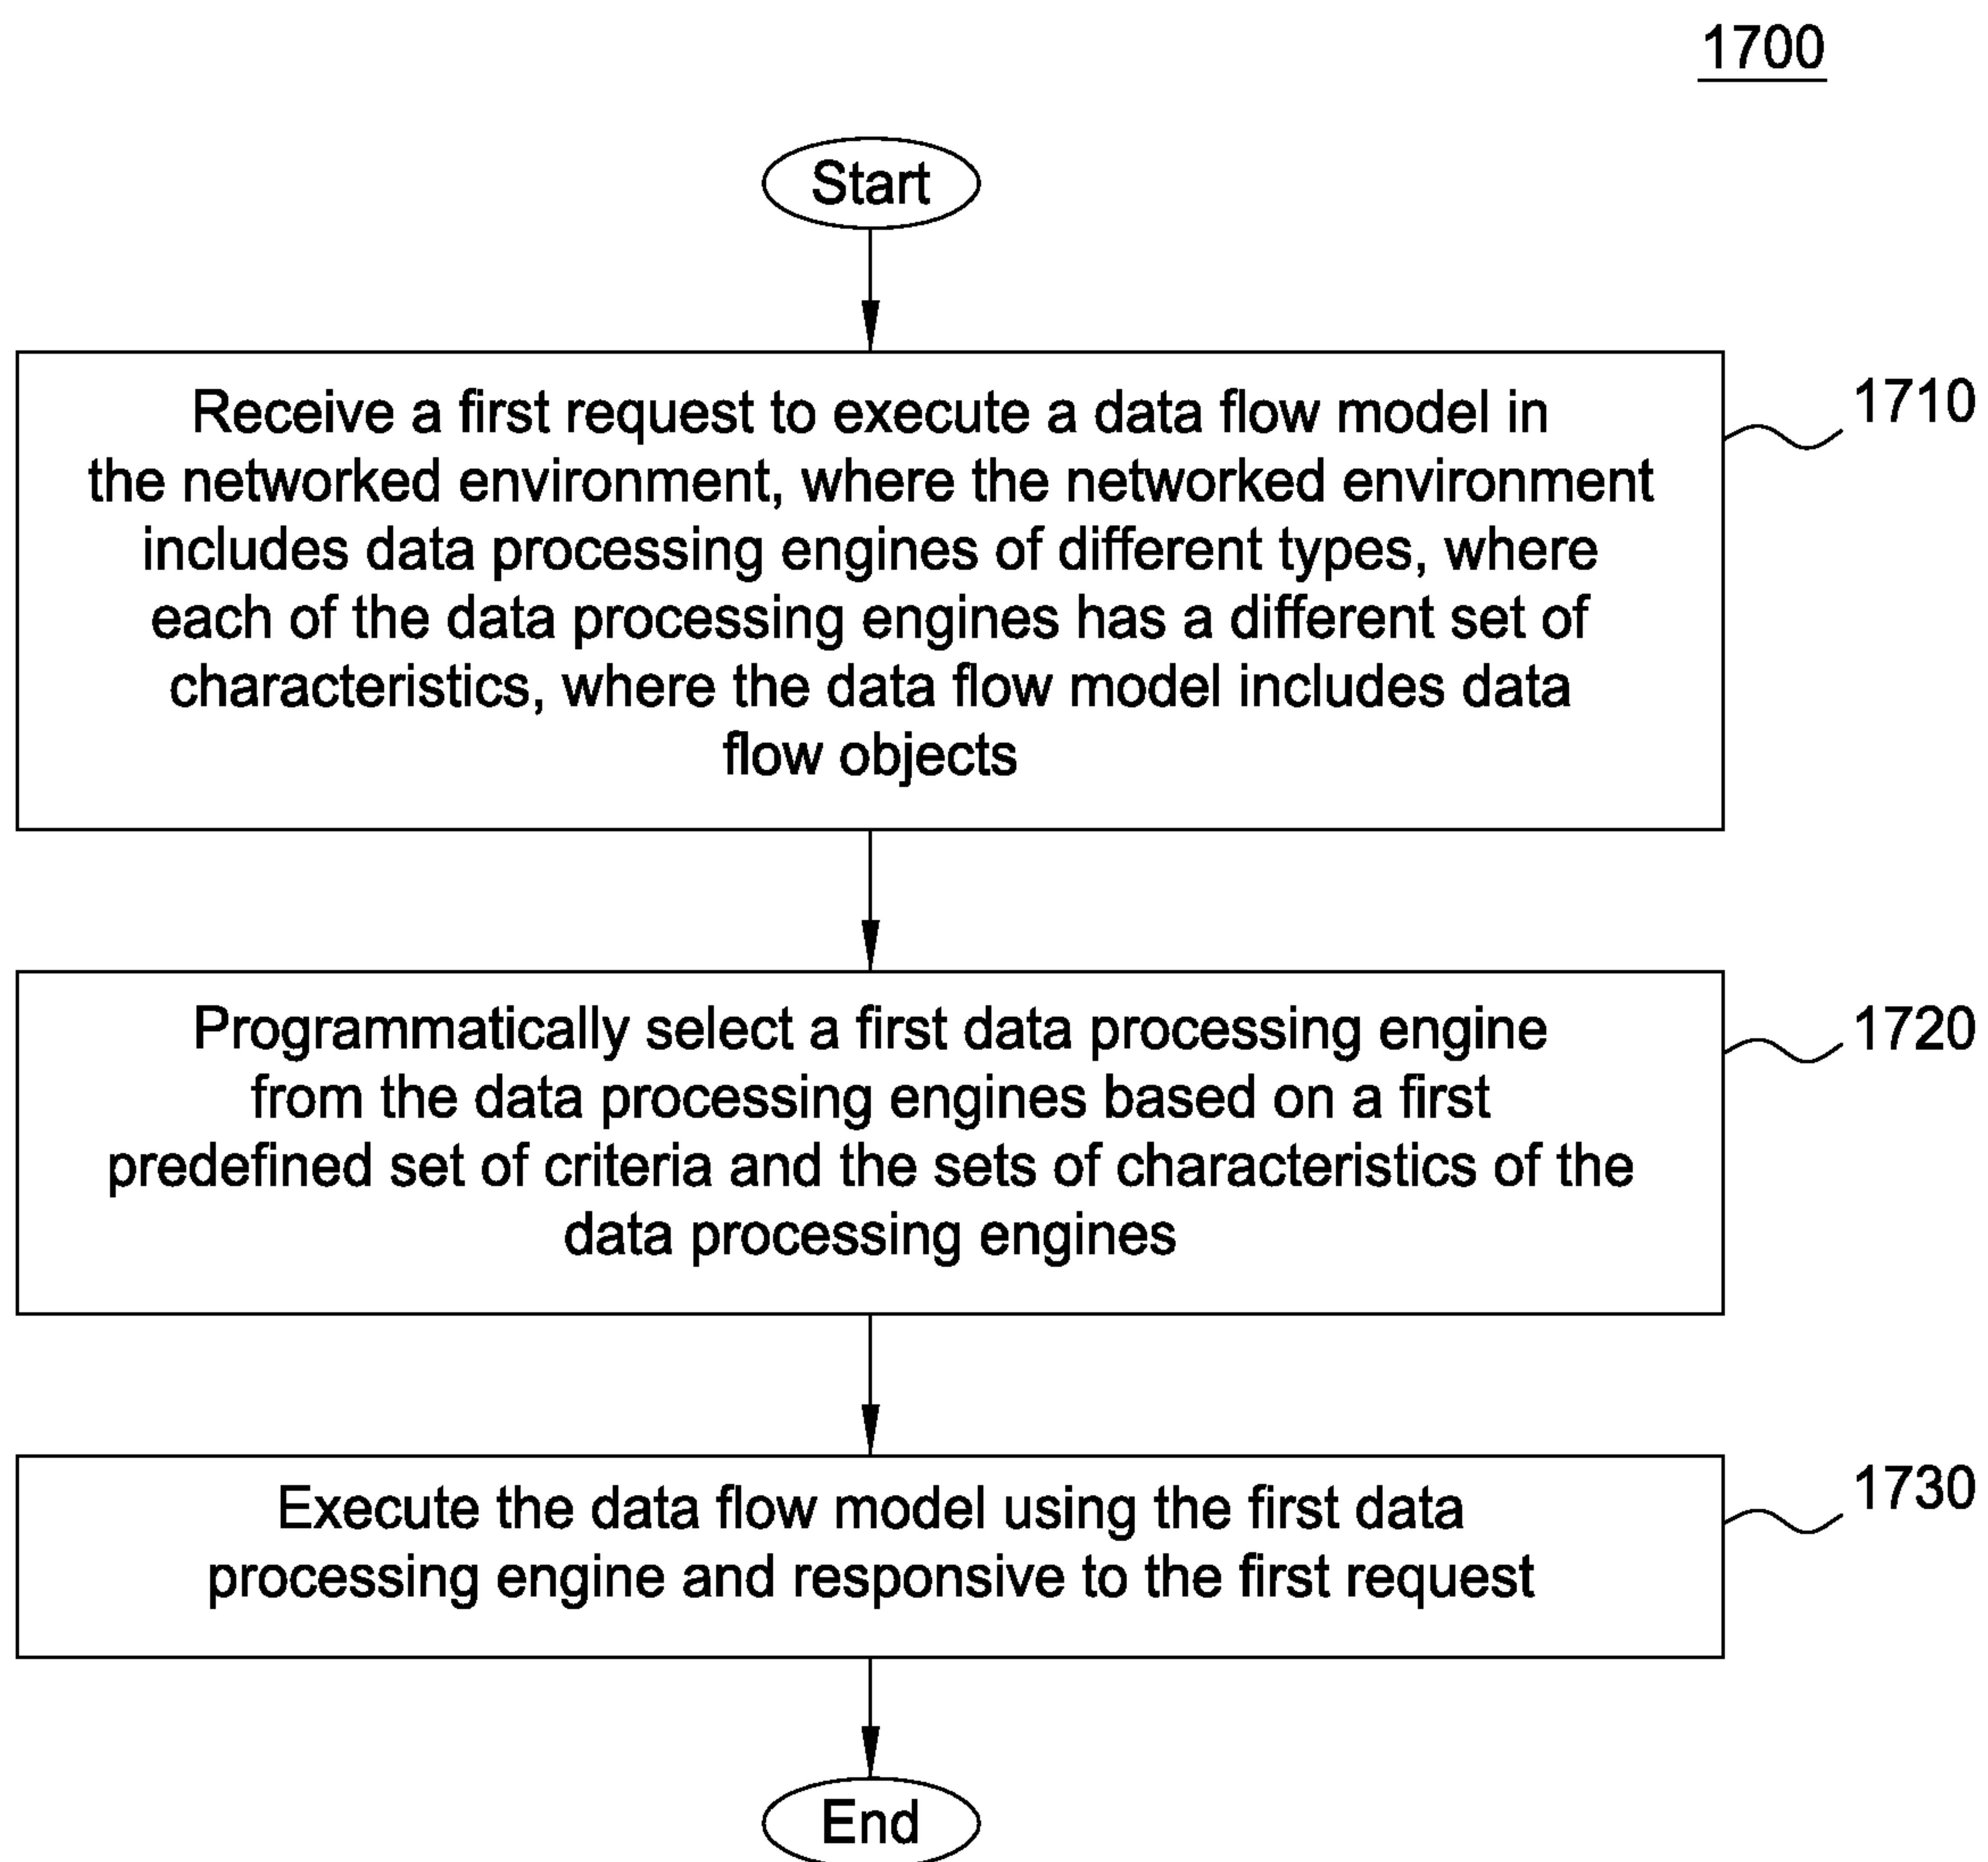 1700
Start
Receive a first request to execute a data flow model in
the networked environment, where the networked environment
includes data processing engines of different types, where
each of the data processing engines has a different set of
characteristics, where the data flow model includes data
flow objects
1710
Programmatically select a first data processing engine
from the data processing engines based on a first
predefined set of criteria and the sets of characteristics of the
data processing engines
1720
Execute the data flow model using the first data
processing engine and responsive to the first request
1730
End